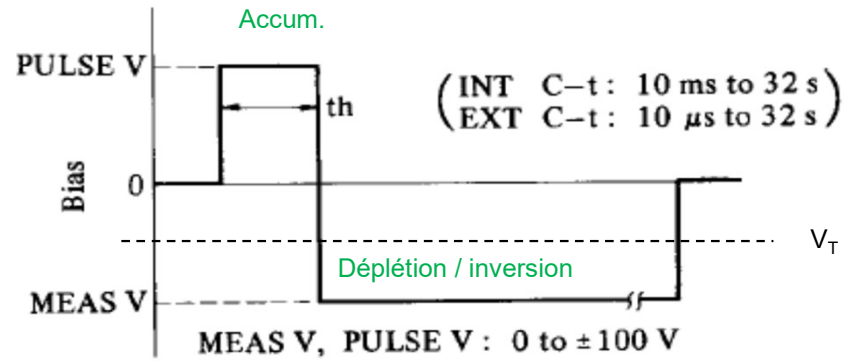 Accum.
PULSE V
th
(INT C-t: 10 ms to 32 s
EXT C-t: 10 μs to 32 s)
Bias
0
V_T
Déplétion / inversion
MEAS V
MEAS V, PULSE V: 0 to ±100 V